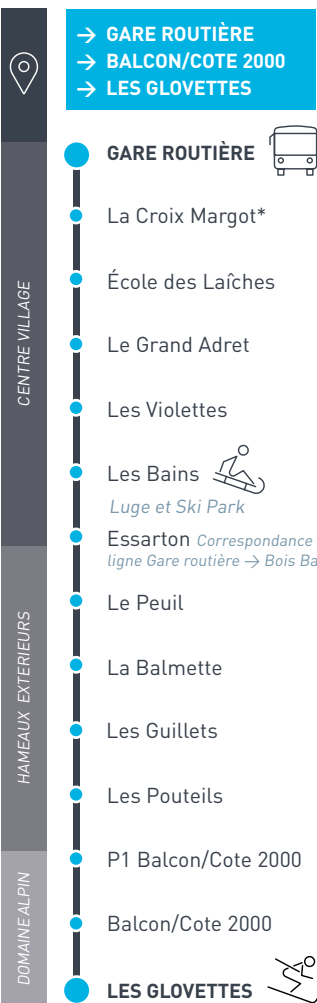 → GARE ROUTIÈRE
→ BALCON/COTE 2000
→ LES GLOVETTES
GARE ROUTIÈRE
CENTRE VILLAGE
La Croix Margot*
École des Laîches
Le Grand Adret
Les Violettes
Les Bains
Luge et Ski Park
Essarton Correspondance
ligne Gare routière → Bois Ba
HAMEAUX EXTERIEURS
Le Peuil
La Balmette
Les Guillets
Les Pouteils
DOMAINE ALPIN
P1 Balcon/Cote 2000
Balcon/Cote 2000
LES GLOVETTES